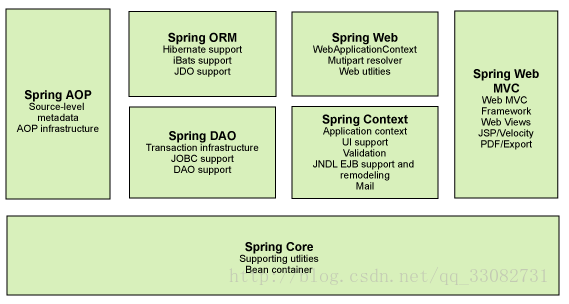 Spring AOP
Source-level
metadata
AOP infrastructure
Spring ORM
Hibernate support
iBats support
JDO support
Spring DAO
Transaction infrastructure
JOBC support
DAO support
Spring Web
WebApplicationContext
Mutipart resolver
Web utlities
Spring Context
Application context
UI support
Validation
JNDL EJB support and
remodeling
Mail
Spring Web
MVC
Web MVC
Framework
Web Views
JSP/Velocity
PDF/Export
Spring Core
Supporting utlities
Bean container
http://blog.csdn.net/qq_33082731